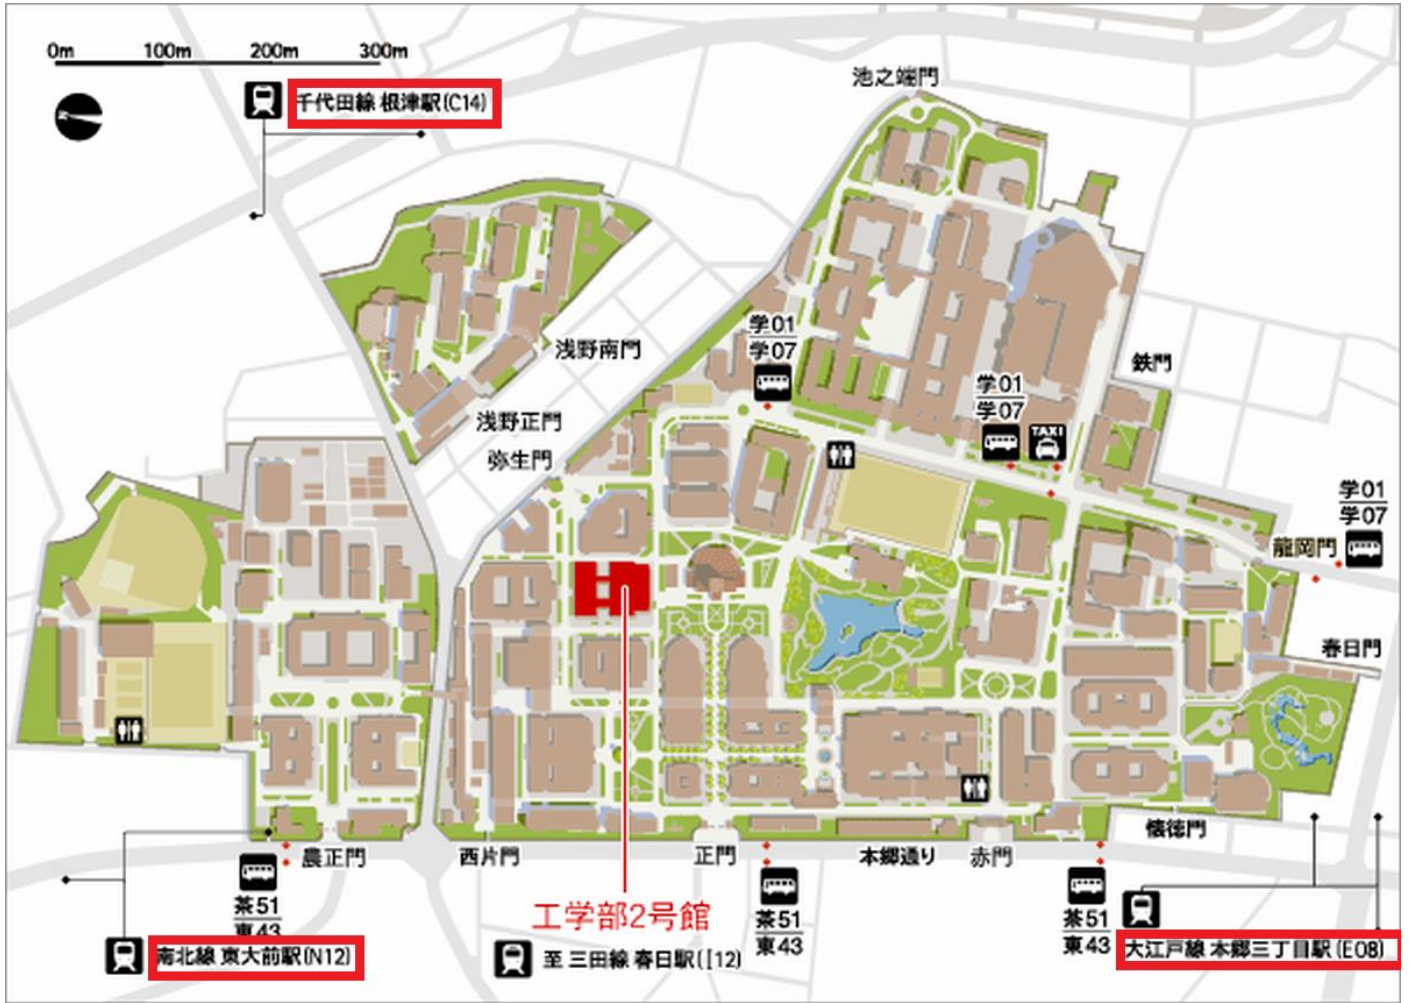 0m 100m 200m 300m
千代田線 根津駅(C14)
池之端門
学01
学07
浅野南門
鉄門
学01
学07
TAXI
浅野正門
弥生門
学01
学07
龍岡門
春日門
懐徳門
農正門
西片門
正門
本郷通り
赤門
茶51
東43
茶51
東43
茶51
東43
工学部2号館
南北線 東大前駅(N12)
至 三田線 春日駅(I12)
大江戸線 本郷三丁目駅(E08)